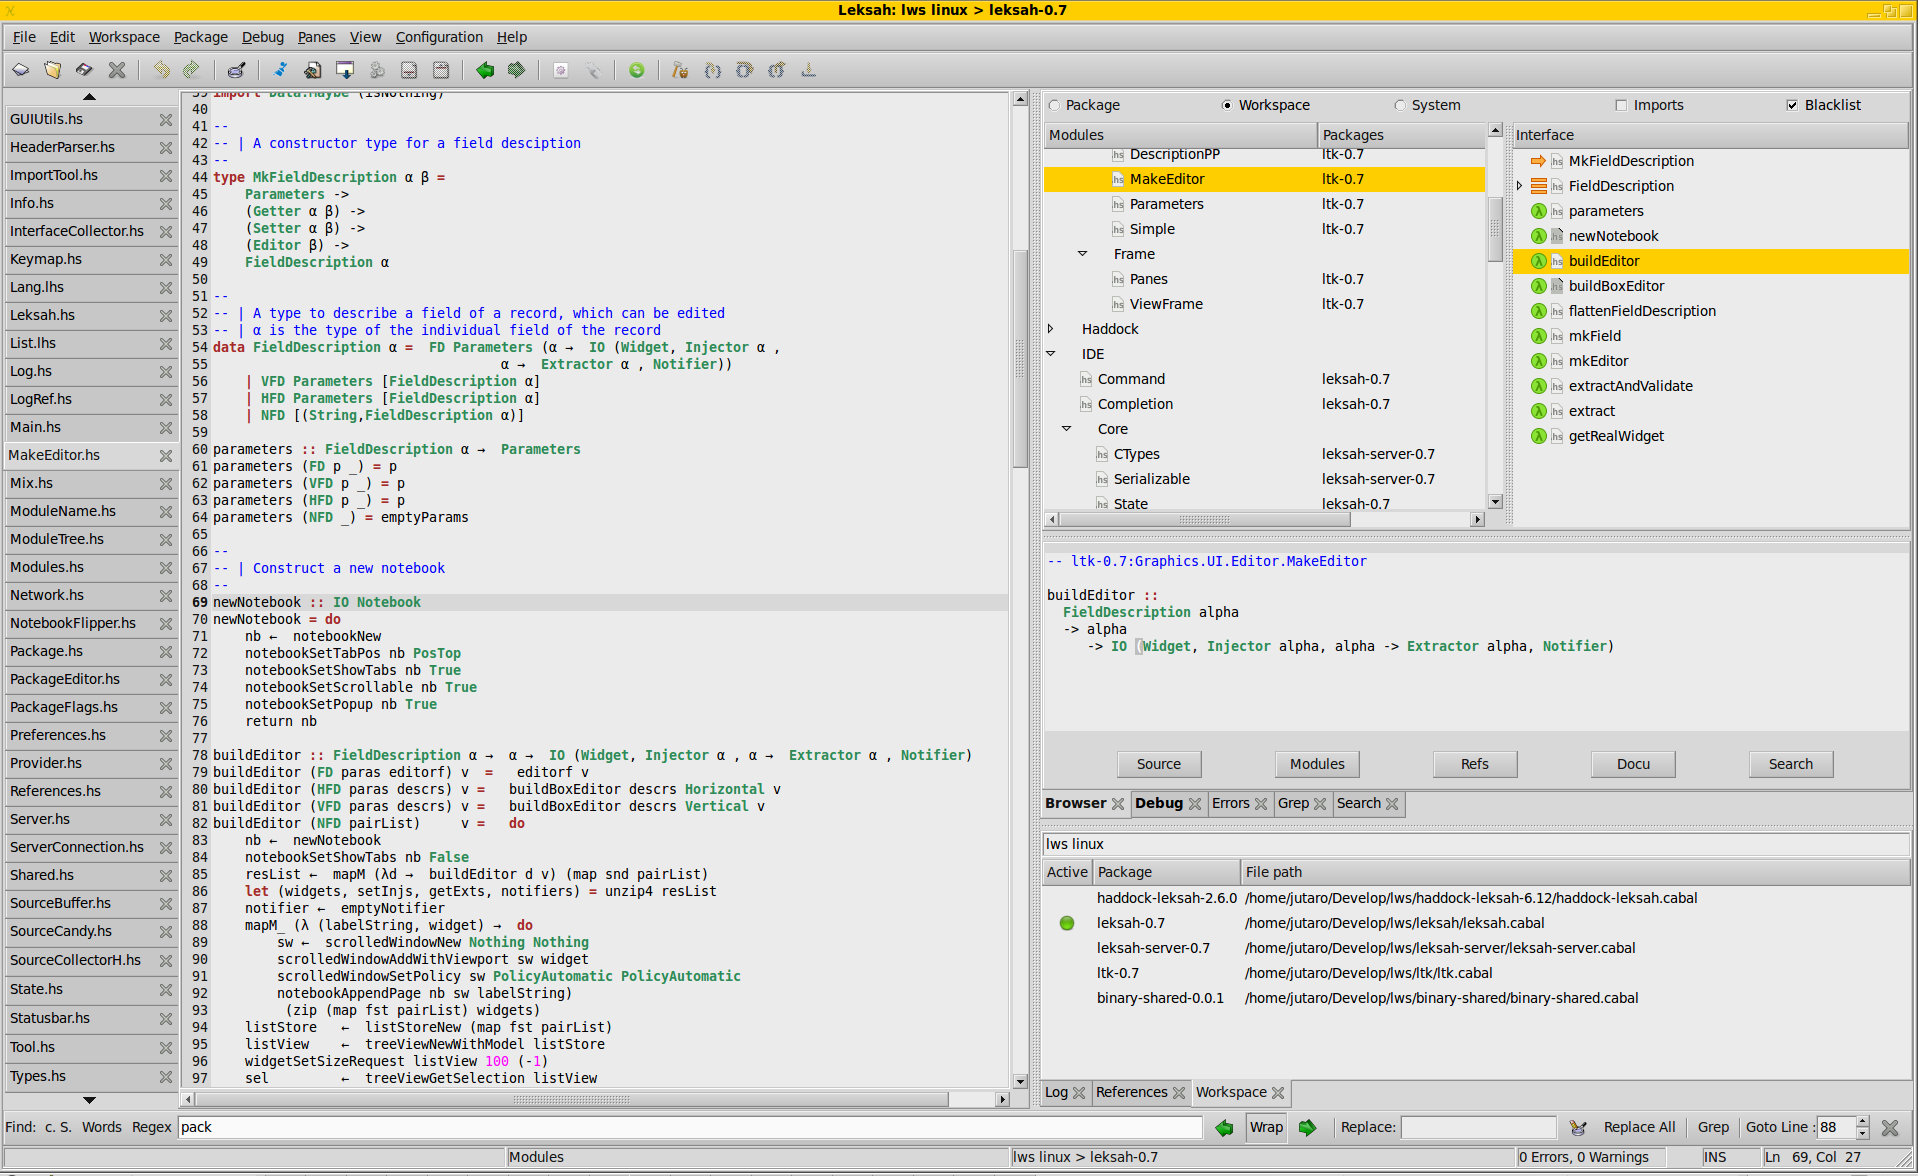 Leksah: lws linux > leksah-0.7
File Edit Workspace Package Debug Panes View Configuration Help
GUIUtils.hs
HeaderParser.hs
ImportTool.hs
Info.hs
InterfaceCollector.hs
Keymap.hs
Lang.lhs
Leksah.hs
List.lhs
Log.hs
LogRef.hs
Main.hs
MakeEditor.hs
Mix.hs
ModuleName.hs
ModuleTree.hs
Modules.hs
Network.hs
NotebookFlipper.hs
Package.hs
PackageEditor.hs
PackageFlags.hs
Preferences.hs
Provider.hs
References.hs
Server.hs
ServerConnection.hs
Shared.hs
SourceBuffer.hs
SourceCandy.hs
SourceCollectorH.hs
State.hs
Statusbar.hs
Tool.hs
Types.hs
39 import Data.Maybe (isNothing)
40
41 --
42 -- | A constructor type for a field desciption
43 --
44 type MkFieldDescription α β =
45     Parameters ->
46     (Getter α β) ->
47     (Setter α β) ->
48     (Editor β) ->
49     FieldDescription α
50
51 --
52 -- | A type to describe a field of a record, which can be edited
53 -- | α is the type of the individual field of the record
54 data FieldDescription α =  FD Parameters (α →  IO (Widget, Injector α ,
55                                     α →  Extractor α , Notifier))
56     | VFD Parameters [FieldDescription α]
57     | HFD Parameters [FieldDescription α]
58     | NFD [(String,FieldDescription α)]
59
60 parameters :: FieldDescription α →  Parameters
61 parameters (FD p _) = p
62 parameters (VFD p _) = p
63 parameters (HFD p _) = p
64 parameters (NFD _) = emptyParams
65
66 --
67 -- | Construct a new notebook
68 --
69 newNotebook :: IO Notebook
70 newNotebook = do
71     nb ←  notebookNew
72     notebookSetTabPos nb PosTop
73     notebookSetShowTabs nb True
74     notebookSetScrollable nb True
75     notebookSetPopup nb True
76     return nb
77
78 buildEditor :: FieldDescription α →  α →  IO (Widget, Injector α , α →  Extractor α , Notifier)
79 buildEditor (FD paras editorf) v  =   editorf v
80 buildEditor (HFD paras descrs) v =   buildBoxEditor descrs Horizontal v
81 buildEditor (VFD paras descrs) v =   buildBoxEditor descrs Vertical v
82 buildEditor (NFD pairList)     v =   do
83     nb ←  newNotebook
84     notebookSetShowTabs nb False
85     resList ←  mapM (λd →  buildEditor d v) (map snd pairList)
86     let (widgets, setInjs, getExts, notifiers) = unzip4 resList
87     notifier ←  emptyNotifier
88     mapM_ (λ (labelString, widget) →  do
89         sw ←  scrolledWindowNew Nothing Nothing
90         scrolledWindowAddWithViewport sw widget
91         scrolledWindowSetPolicy sw PolicyAutomatic PolicyAutomatic
92         notebookAppendPage nb sw labelString)
93          (zip (map fst pairList) widgets)
94     listStore   ←  listStoreNew (map fst pairList)
95     listView    ←  treeViewNewWithModel listStore
96     widgetSetSizeRequest listView 100 (-1)
97     sel         ←  treeViewGetSelection listView
Package Workspace System Imports Blacklist
Modules Packages
DescriptionPP ltk-0.7
MakeEditor ltk-0.7
Parameters ltk-0.7
Simple ltk-0.7
Frame
Panes ltk-0.7
ViewFrame ltk-0.7
Haddock
IDE
Command leksah-0.7
Completion leksah-0.7
Core
CTypes leksah-server-0.7
Serializable leksah-server-0.7
State leksah-0.7
Interface
MkFieldDescription
FieldDescription
parameters
newNotebook
buildEditor
buildBoxEditor
flattenFieldDescription
mkField
mkEditor
extractAndValidate
extract
getRealWidget
-- ltk-0.7:Graphics.UI.Editor.MakeEditor
buildEditor ::
  FieldDescription alpha
  -> alpha
     -> IO (Widget, Injector alpha, alpha -> Extractor alpha, Notifier)
Source Modules Refs Docu Search
Browser Debug Errors Grep Search
lws linux
Active Package File path
haddock-leksah-2.6.0 /home/jutaro/Develop/lws/haddock-leksah-6.12/haddock-leksah.cabal
leksah-0.7 /home/jutaro/Develop/lws/leksah/leksah.cabal
leksah-server-0.7 /home/jutaro/Develop/lws/leksah-server/leksah-server.cabal
ltk-0.7 /home/jutaro/Develop/lws/ltk/ltk.cabal
binary-shared-0.0.1 /home/jutaro/Develop/lws/binary-shared/binary-shared.cabal
Log References Workspace
Find: c. S. Words Regex pack Wrap Replace: Replace All Grep Goto Line : 88
Modules lws linux > leksah-0.7 0 Errors, 0 Warnings INS Ln 69, Col 27